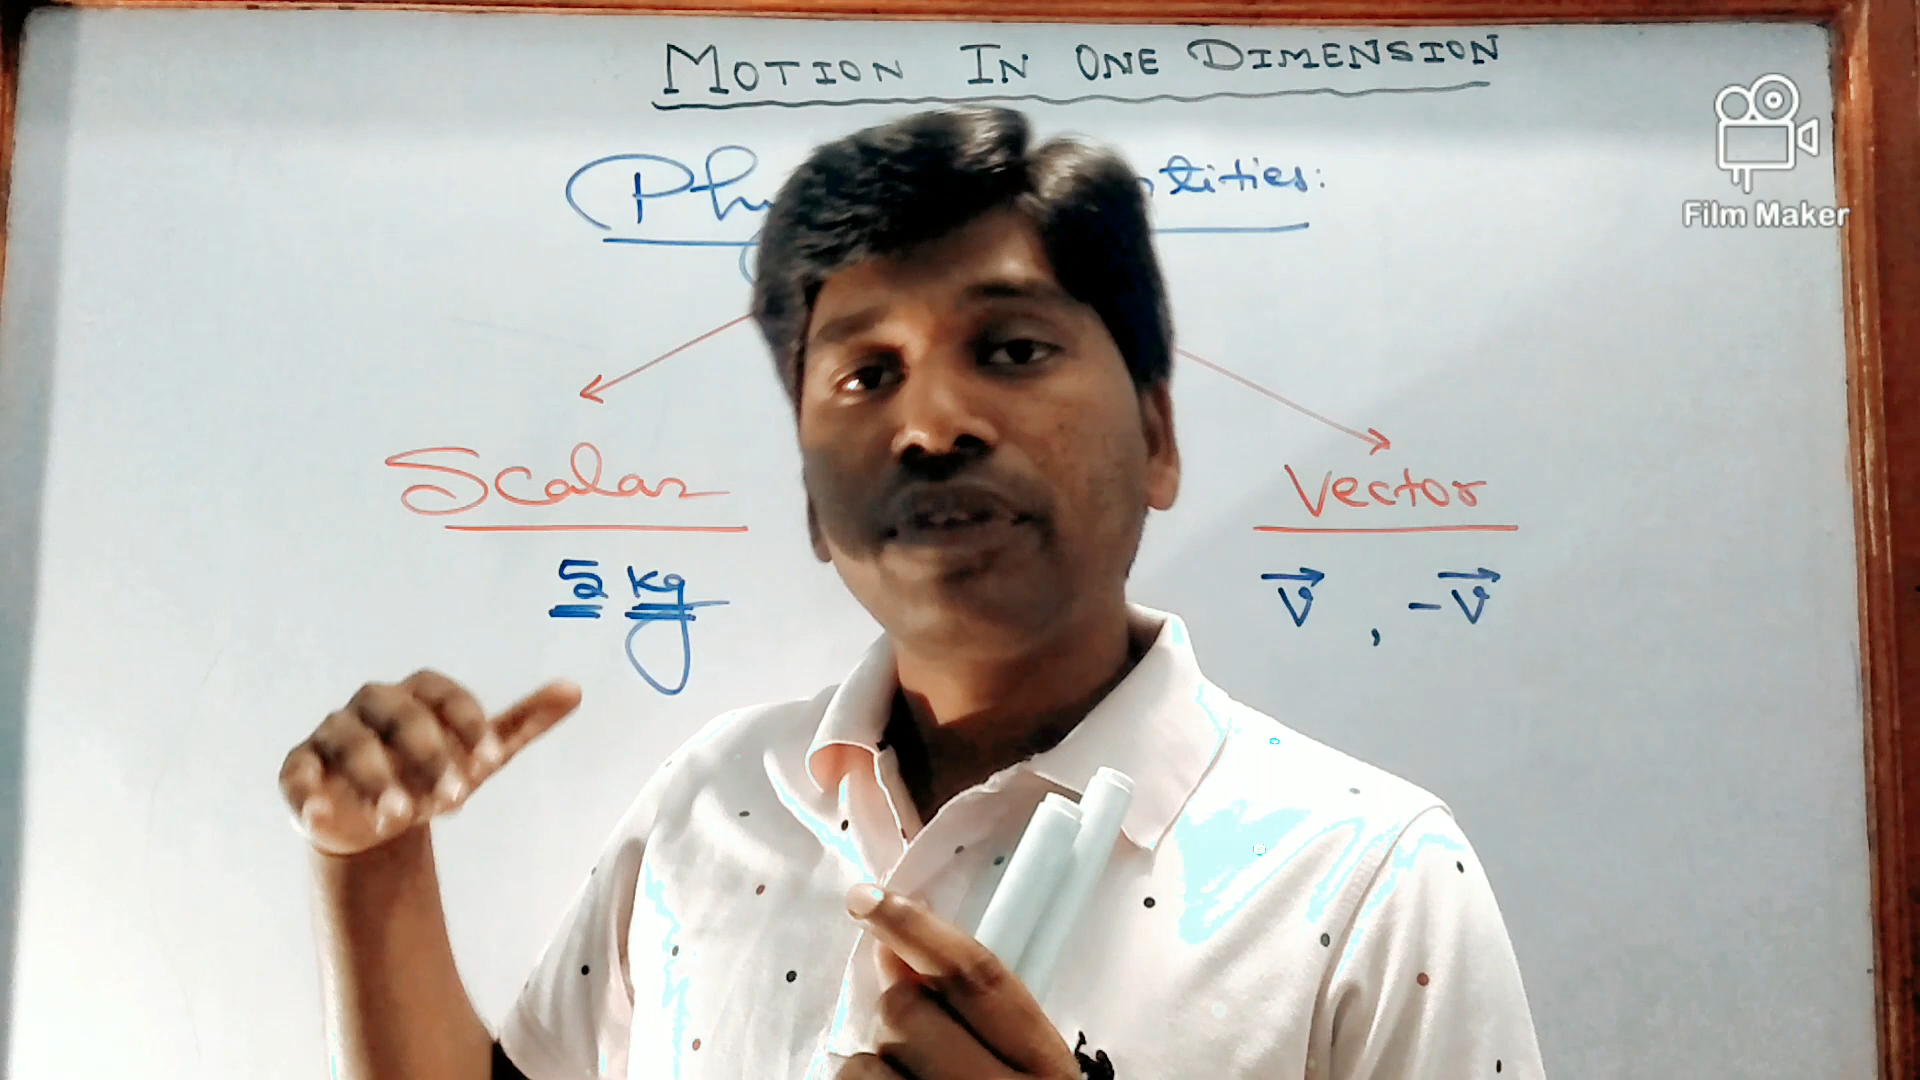 MOTION IN ONE DIMENSION
Film Maker
Scalar
Vector
5 kg
V⃗ , -V⃗